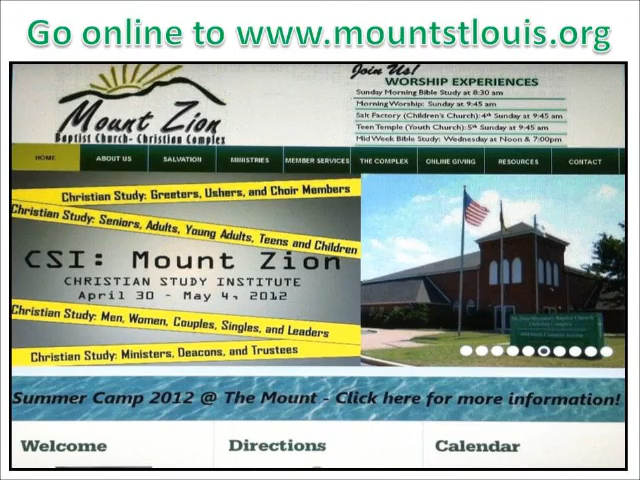 Go online to www.mountstlouis.org
Mount Zion
Baptist Church- Christian Complex
Join Us!
WORSHIP EXPERIENCES
Sunday Morning Bible Study at 8:30 am
Morning Worship: Sunday at 9:45 am
Salt Factory (Children's Church): 4th Sunday at 9:45 am
Teen Temple (Youth Church): 5th Sunday at 9:45 am
Mid Week Bible Study: Wednesday at Noon & 7:00pm
HOME ABOUT US SALVATION MINISTRIES MEMBER SERVICES THE COMPLEX ONLINE GIVING RESOURCES CONTACT
Christian Study: Greeters, Ushers, and Choir Members
Christian Study: Seniors, Adults, Young Adults, Teens and Children
CSI: Mount Zion
CHRISTIAN STUDY INSTITUTE
April 30 - May 4, 2012
Christian Study: Men, Women, Couples, Singles, and Leaders
Christian Study: Ministers, Deacons, and Trustees
Summer Camp 2012 @ The Mount - Click here for more information!
Welcome Directions Calendar